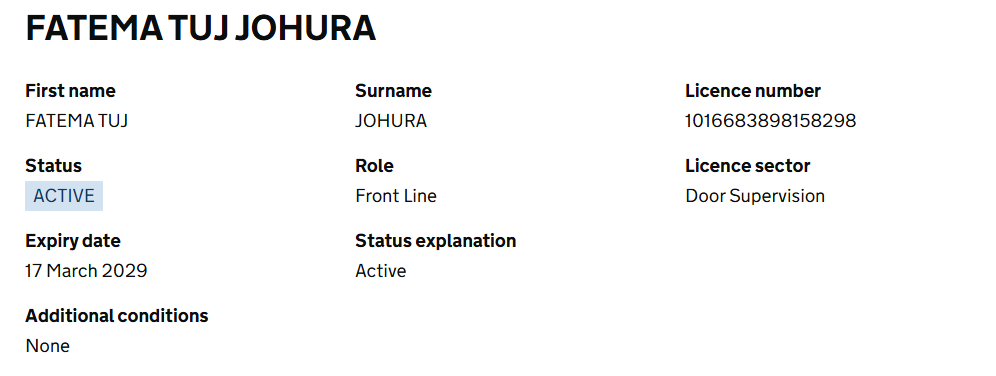 FATEMA TUJ JOHURA
First name Surname Licence number
FATEMA TUJ JOHURA 1016683898158298
Status Role Licence sector
ACTIVE Front Line Door Supervision
Expiry date Status explanation
17 March 2029 Active
Additional conditions
None